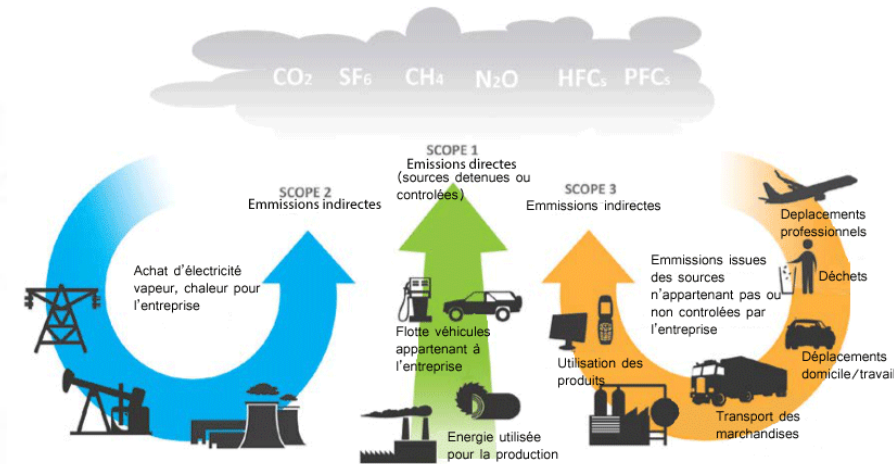 CO₂ SF₆ CH₄ N₂O HFCs PFCs
SCOPE 1
Emissions directes
(sources detenues ou
controlées)
SCOPE 2
Emmissions indirectes
SCOPE 3
Emmissions indirectes
Achat d'électricité
vapeur, chaleur pour
l'entreprise
Flotte véhicules
appartenant à
l'entreprise
Energie utilisée
pour la production
Emmissions issues
des sources
n'appartenant pas ou
non controlées par
l'entreprise
Deplacements
professionnels
Déchets
Déplacements
domicile/travail
Transport des
marchandises
Utilisation des
produits